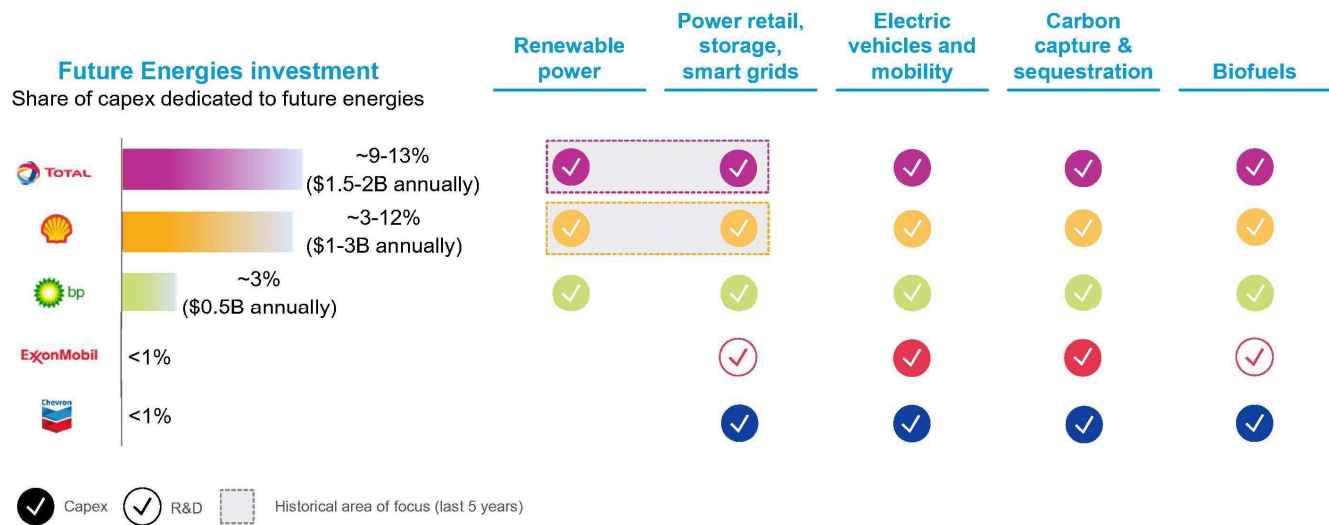 Future Energies investment
Share of capex dedicated to future energies
Renewable
power
Power retail,
storage,
smart grids
Electric
vehicles and
mobility
Carbon
capture &
sequestration
Biofuels
TOTAL
~9-13%
($1.5-2B annually)
~3-12%
($1-3B annually)
bp
~3%
($0.5B annually)
ExxonMobil
<1%
Chevron
<1%
Capex
R&D
Historical area of focus (last 5 years)